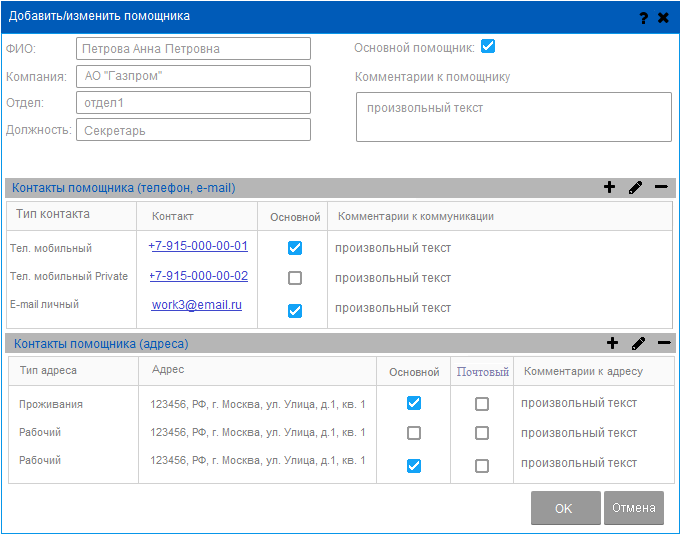 Добавить/изменить помощника ?
ФИО: Петрова Анна Петровна Основной помощник:
Компания: АО "Газпром" Комментарии к помощнику
Отдел: отдел1 произвольный текст
Должность: Секретарь
Контакты помощника (телефон, e-mail)
Тип контакта Контакт Основной Комментарии к коммуникации
Тел. мобильный +7-915-000-00-01 произвольный текст
Тел. мобильный Private +7-915-000-00-02 произвольный текст
E-mail личный work3@email.ru произвольный текст
Контакты помощника (адреса)
Тип адреса Адрес Основной Почтовый Комментарии к адресу
Проживания 123456, РФ, г. Москва, ул. Улица, д.1, кв. 1 произвольный текст
Рабочий 123456, РФ, г. Москва, ул. Улица, д.1, кв. 1 произвольный текст
Рабочий 123456, РФ, г. Москва, ул. Улица, д.1, кв. 1 произвольный текст
OK Отмена